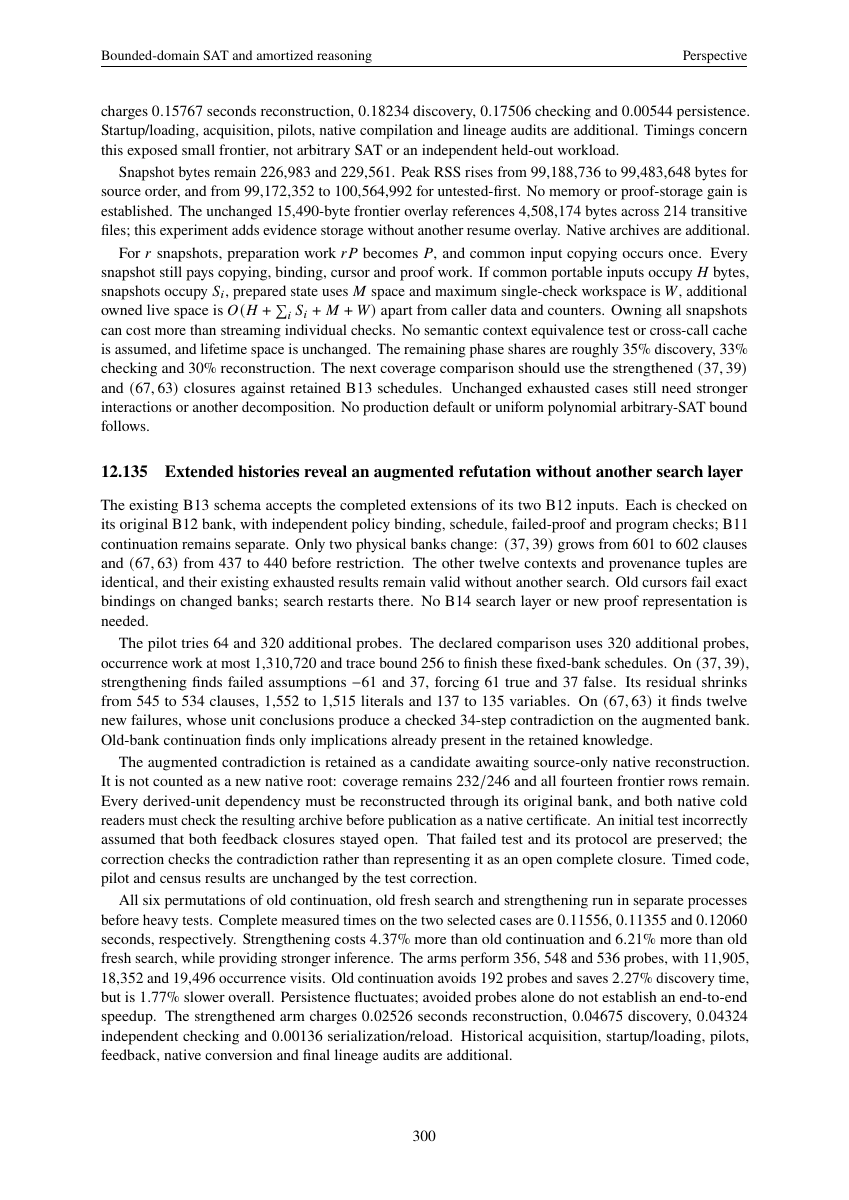 Bounded-domain SAT and amortized reasoning Perspective
charges 0.15767 seconds reconstruction, 0.18234 discovery, 0.17506 checking and 0.00544 persistence.
Startup/loading, acquisition, pilots, native compilation and lineage audits are additional. Timings concern
this exposed small frontier, not arbitrary SAT or an independent held-out workload.
Snapshot bytes remain 226,983 and 229,561. Peak RSS rises from 99,188,736 to 99,483,648 bytes for
source order, and from 99,172,352 to 100,564,992 for untested-first. No memory or proof-storage gain is
established. The unchanged 15,490-byte frontier overlay references 4,508,174 bytes across 214 transitive
files; this experiment adds evidence storage without another resume overlay. Native archives are additional.
For r snapshots, preparation work rP becomes P, and common input copying occurs once. Every
snapshot still pays copying, binding, cursor and proof work. If common portable inputs occupy H bytes,
snapshots occupy Sᵢ, prepared state uses M space and maximum single-check workspace is W, additional
owned live space is O(H + ∑ᵢ Sᵢ + M + W) apart from caller data and counters. Owning all snapshots
can cost more than streaming individual checks. No semantic context equivalence test or cross-call cache
is assumed, and lifetime space is unchanged. The remaining phase shares are roughly 35% discovery, 33%
checking and 30% reconstruction. The next coverage comparison should use the strengthened (37, 39)
and (67, 63) closures against retained B13 schedules. Unchanged exhausted cases still need stronger
interactions or another decomposition. No production default or uniform polynomial arbitrary-SAT bound
follows.
12.135 Extended histories reveal an augmented refutation without another search layer
The existing B13 schema accepts the completed extensions of its two B12 inputs. Each is checked on
its original B12 bank, with independent policy binding, schedule, failed-proof and program checks; B11
continuation remains separate. Only two physical banks change: (37, 39) grows from 601 to 602 clauses
and (67, 63) from 437 to 440 before restriction. The other twelve contexts and provenance tuples are
identical, and their existing exhausted results remain valid without another search. Old cursors fail exact
bindings on changed banks; search restarts there. No B14 search layer or new proof representation is
needed.
The pilot tries 64 and 320 additional probes. The declared comparison uses 320 additional probes,
occurrence work at most 1,310,720 and trace bound 256 to finish these fixed-bank schedules. On (37, 39),
strengthening finds failed assumptions −61 and 37, forcing 61 true and 37 false. Its residual shrinks
from 545 to 534 clauses, 1,552 to 1,515 literals and 137 to 135 variables. On (67, 63) it finds twelve
new failures, whose unit conclusions produce a checked 34-step contradiction on the augmented bank.
Old-bank continuation finds only implications already present in the retained knowledge.
The augmented contradiction is retained as a candidate awaiting source-only native reconstruction.
It is not counted as a new native root: coverage remains 232/246 and all fourteen frontier rows remain.
Every derived-unit dependency must be reconstructed through its original bank, and both native cold
readers must check the resulting archive before publication as a native certificate. An initial test incorrectly
assumed that both feedback closures stayed open. That failed test and its protocol are preserved; the
correction checks the contradiction rather than representing it as an open complete closure. Timed code,
pilot and census results are unchanged by the test correction.
All six permutations of old continuation, old fresh search and strengthening run in separate processes
before heavy tests. Complete measured times on the two selected cases are 0.11556, 0.11355 and 0.12060
seconds, respectively. Strengthening costs 4.37% more than old continuation and 6.21% more than old
fresh search, while providing stronger inference. The arms perform 356, 548 and 536 probes, with 11,905,
18,352 and 19,496 occurrence visits. Old continuation avoids 192 probes and saves 2.27% discovery time,
but is 1.77% slower overall. Persistence fluctuates; avoided probes alone do not establish an end-to-end
speedup. The strengthened arm charges 0.02526 seconds reconstruction, 0.04675 discovery, 0.04324
independent checking and 0.00136 serialization/reload. Historical acquisition, startup/loading, pilots,
feedback, native conversion and final lineage audits are additional.
300